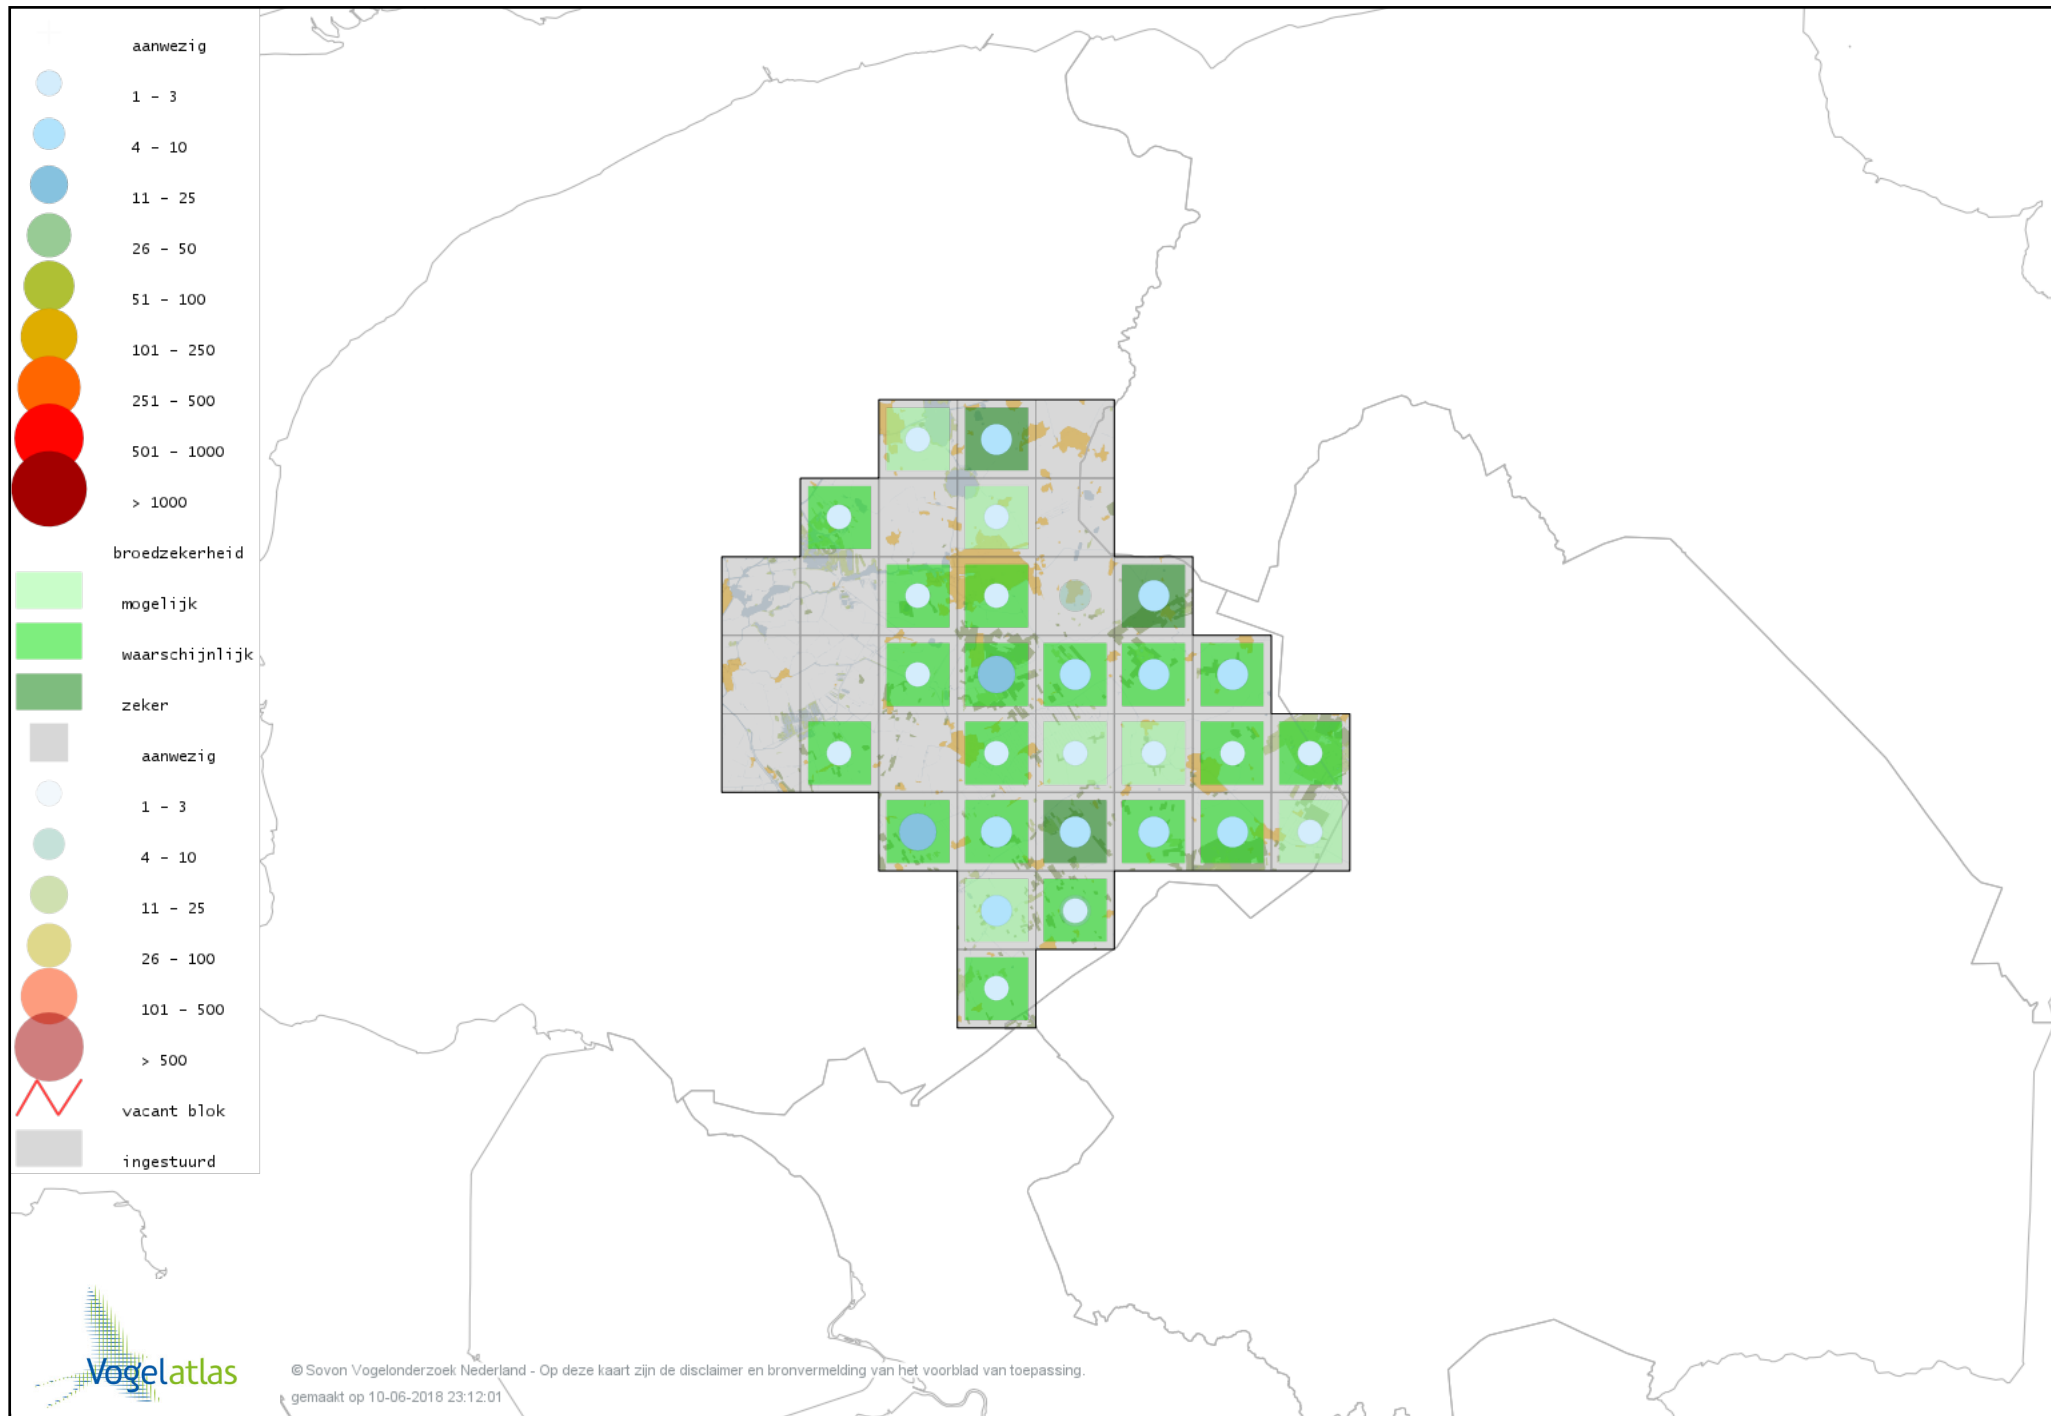 aanwezig
1 - 3
4 - 10
11 - 25
26 - 50
51 - 100
101 - 250
251 - 500
501 - 1000
> 1000
broedzekerheid
mogelijk
waarschijnlijk
zeker
aanwezig
1 - 3
4 - 10
11 - 25
26 - 100
101 - 500
> 500
vacant blok
ingestuurd
Vogelatlas
© Sovon Vogelonderzoek Nederland - Op deze kaart zijn de disclaimer en bronvermelding van het voorblad van toepassing.
gemaakt op 10-06-2018 23:12:01